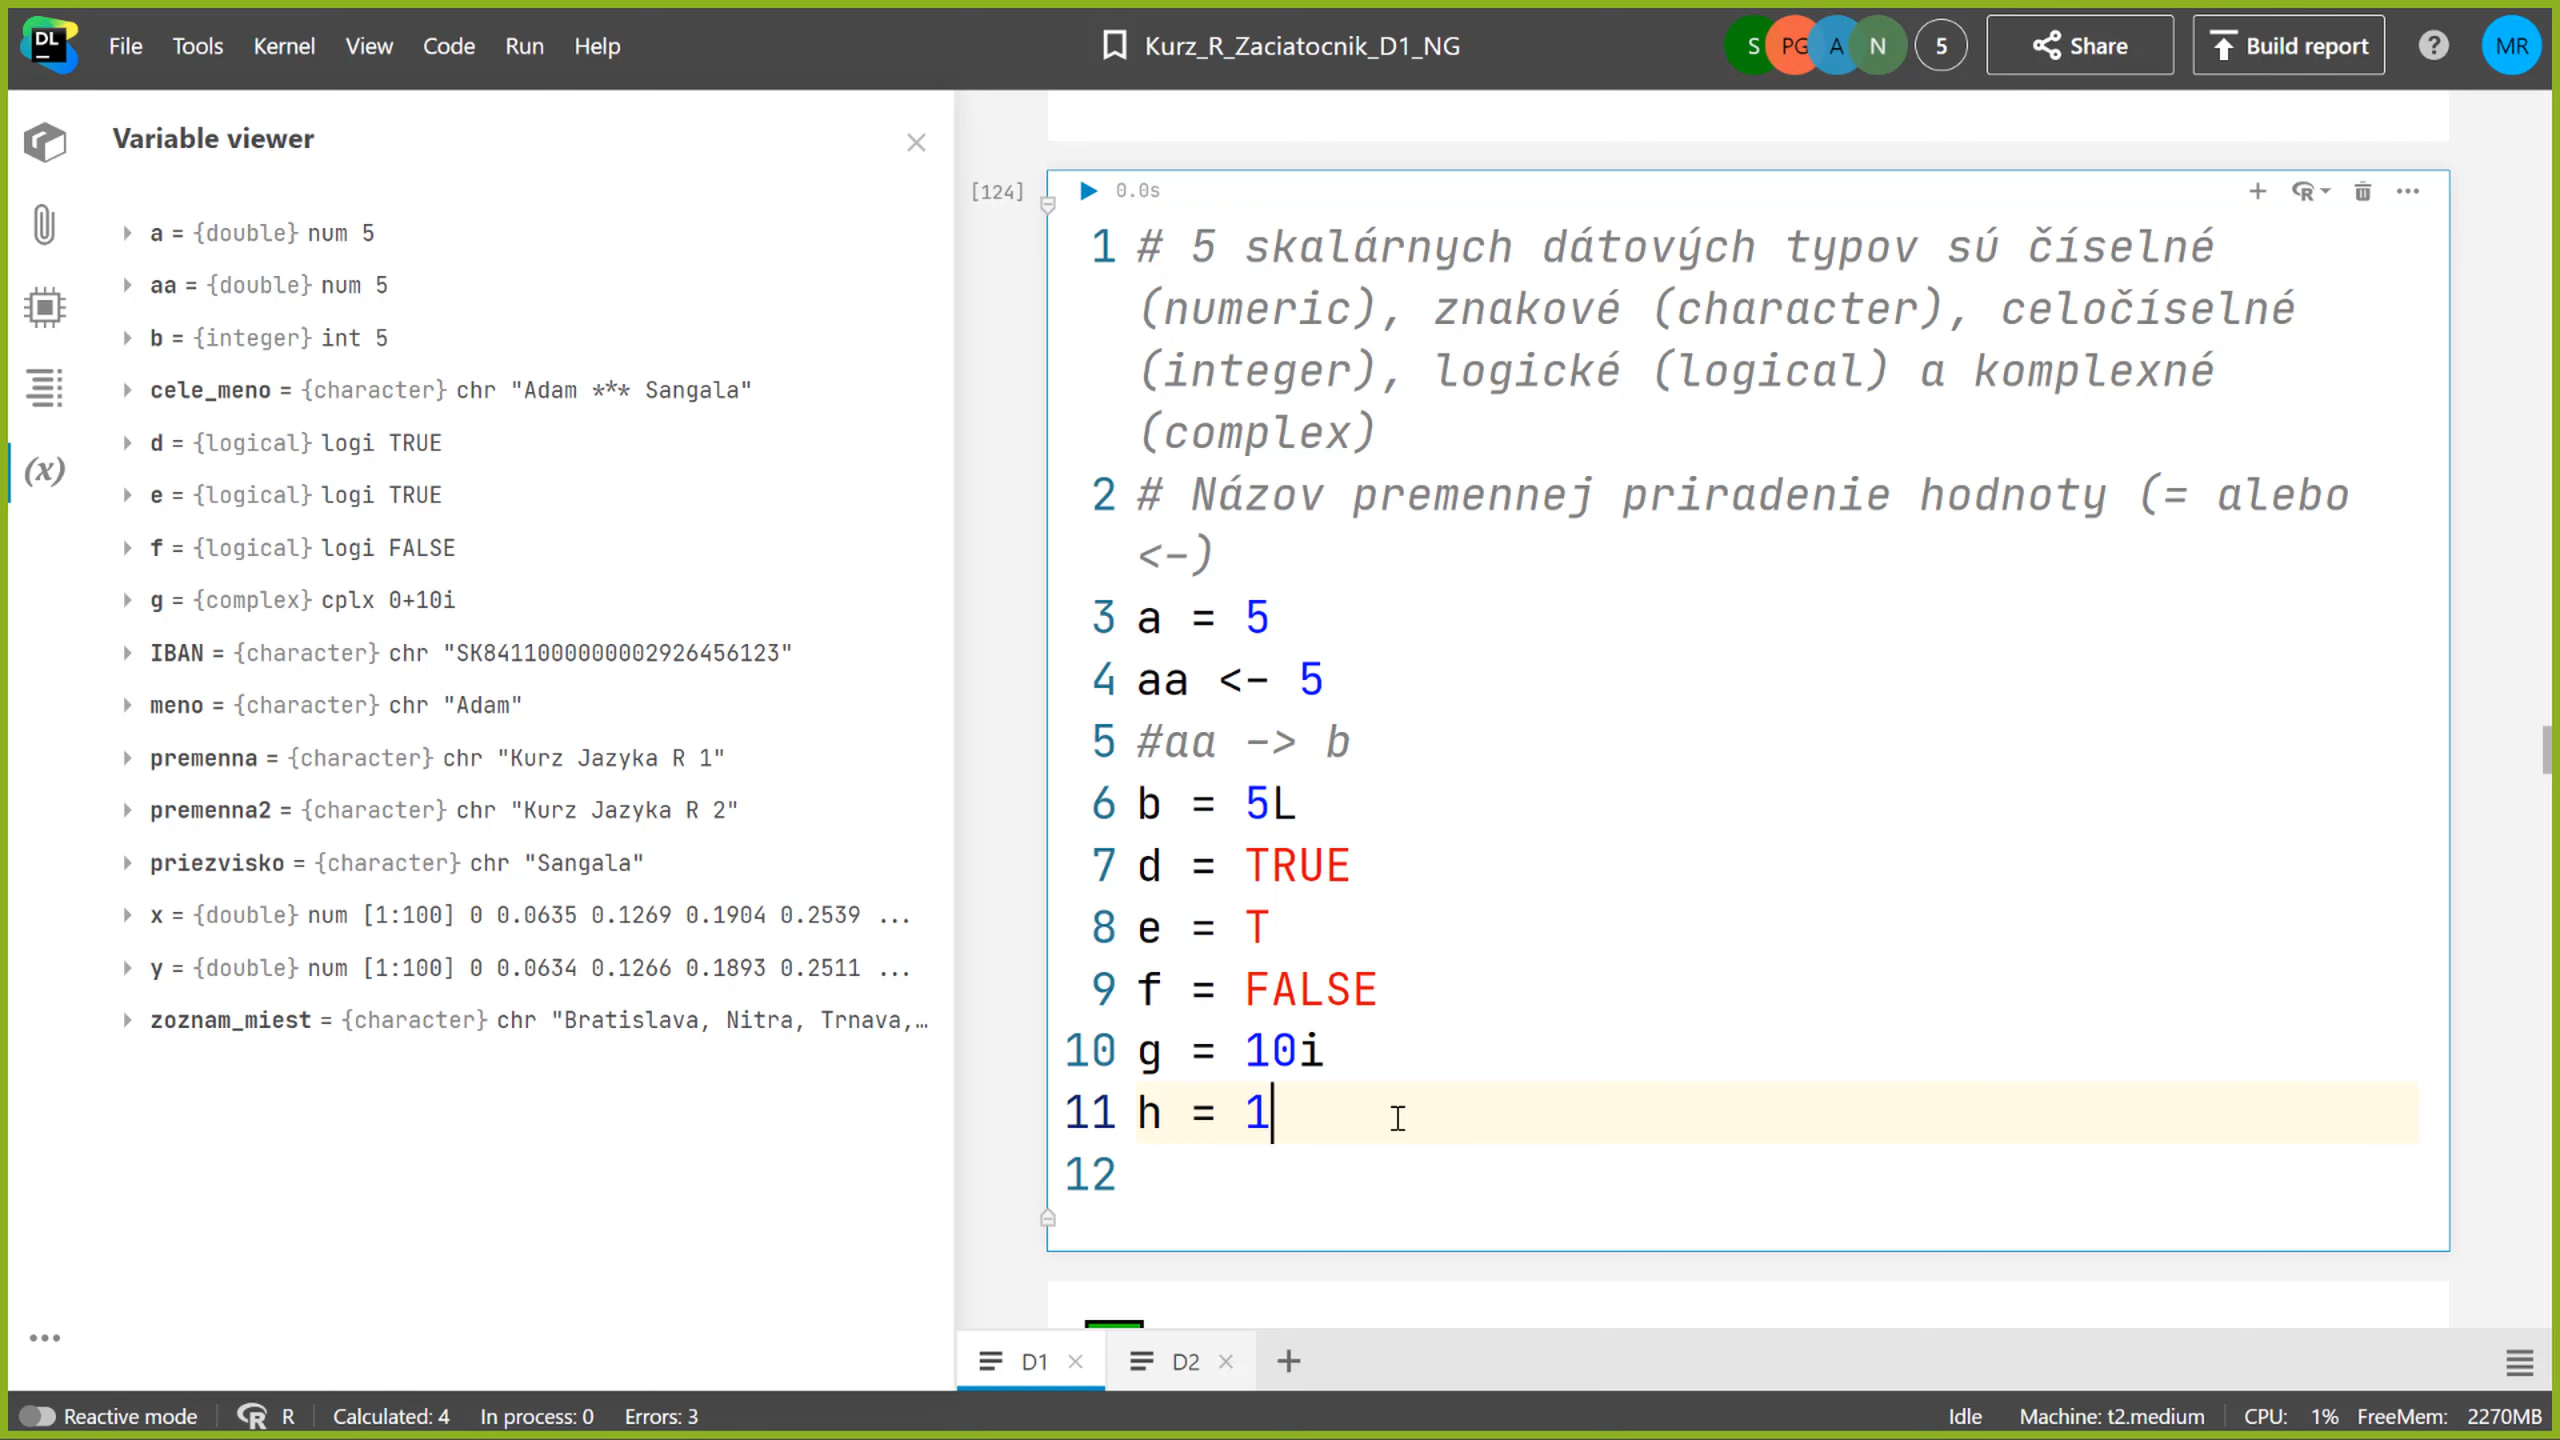 DL File Tools Kernel View Code Run Help Kurz_R_Zaciatocnik_D1_NG S PG A N 5 Share Build report ? MR
Variable viewer
a = {double} num 5
aa = {double} num 5
b = {integer} int 5
cele_meno = {character} chr "Adam *** Sangala"
d = {logical} logi TRUE
e = {logical} logi TRUE
f = {logical} logi FALSE
g = {complex} cplx 0+10i
IBAN = {character} chr "SK8411000000002926456123"
meno = {character} chr "Adam"
premenna = {character} chr "Kurz Jazyka R 1"
premenna2 = {character} chr "Kurz Jazyka R 2"
priezvisko = {character} chr "Sangala"
x = {double} num [1:100] 0 0.0635 0.1269 0.1904 0.2539 ...
y = {double} num [1:100] 0 0.0634 0.1266 0.1893 0.2511 ...
zoznam_miest = {character} chr "Bratislava, Nitra, Trnava,…
(x)
[124] 0.0s
1 # 5 skalárnych dátových typov sú číselné
(numeric), znakové (character), celočíselné
(integer), logické (logical) a komplexné
(complex)
2 # Názov premennej priradenie hodnoty (= alebo
<-)
3 a = 5
4 aa <- 5
5 #aa -> b
6 b = 5L
7 d = TRUE
8 e = T
9 f = FALSE
10 g = 10i
11 h = 1
12
D1 D2
Reactive mode R Calculated: 4 In process: 0 Errors: 3 Idle Machine: t2.medium CPU: 1% FreeMem: 2270MB